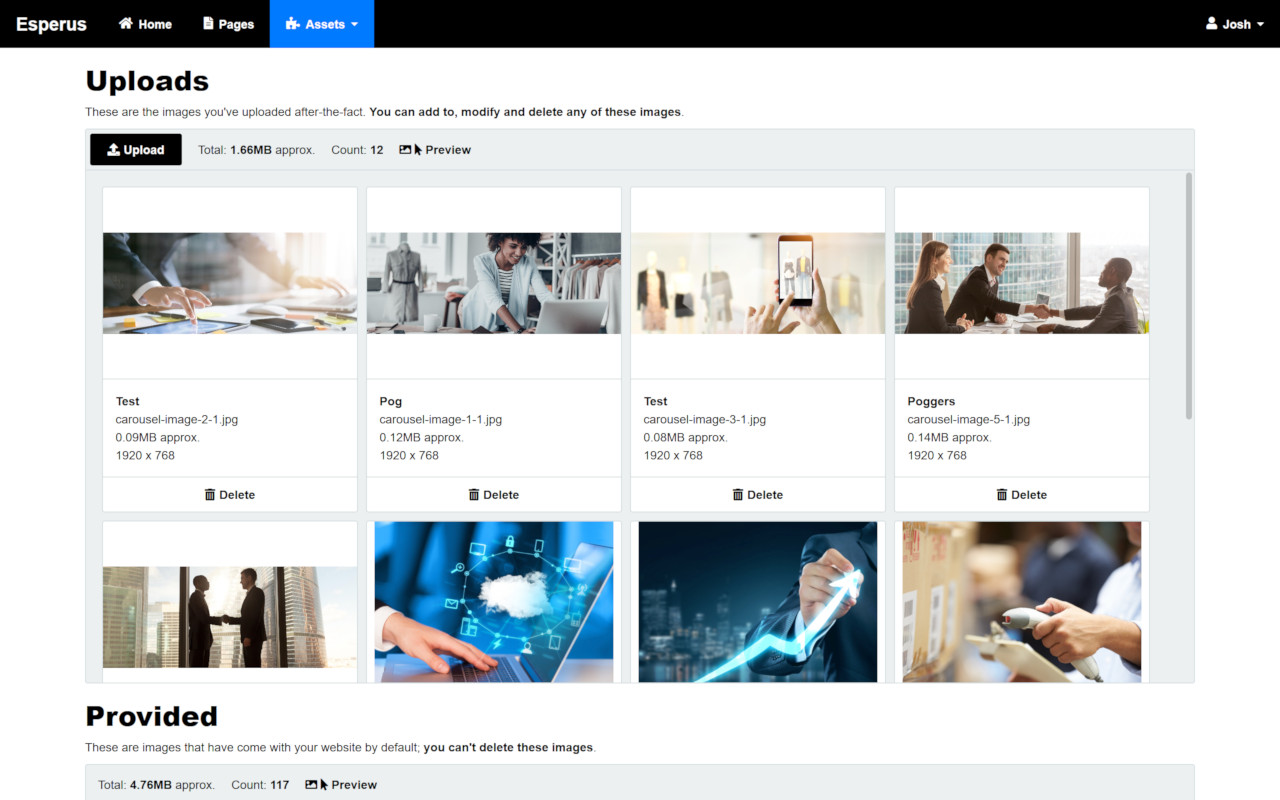 Esperus Home Pages Assets Josh
Uploads
These are the images you've uploaded after-the-fact. You can add to, modify and delete any of these images.
Upload Total: 1.66MB approx. Count: 12 Preview
Test
carousel-image-2-1.jpg
0.09MB approx.
1920 x 768
Delete
Pog
carousel-image-1-1.jpg
0.12MB approx.
1920 x 768
Delete
Test
carousel-image-3-1.jpg
0.08MB approx.
1920 x 768
Delete
Poggers
carousel-image-5-1.jpg
0.14MB approx.
1920 x 768
Delete
Provided
These are images that have come with your website by default; you can't delete these images.
Total: 4.76MB approx. Count: 117 Preview